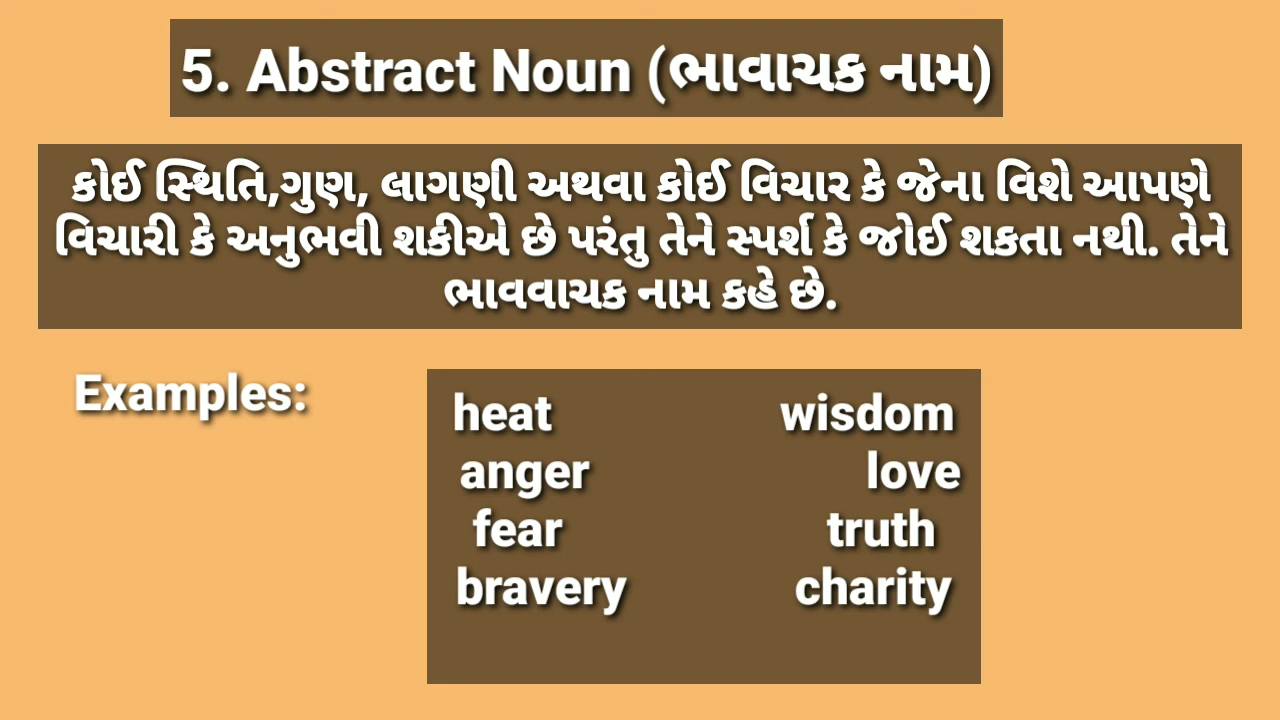 5. Abstract Noun (ભાવાચક નામ)
કોઈ સ્થિતિ,ગુણ, લાગણી અથવા કોઈ વિચાર કે જેના વિશે આપણે
વિચારી કે અનુભવી શકીએ છે પરંતુ તેને સ્પર્શ કે જોઈ શકતા નથી. તેને
ભાવવાચક નામ કહે છે.
Examples:
heat wisdom
anger love
fear truth
bravery charity